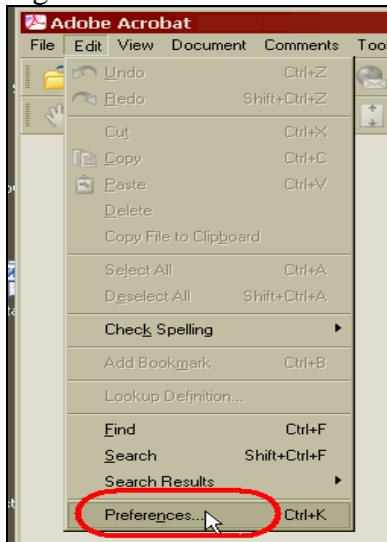 Adobe Acrobat
File Edit View Document Comments Too
Undo Ctrl+Z
Redo Shift+Ctrl+Z
Cut Ctrl+X
Copy Ctrl+C
Paste Ctrl+V
Delete
Copy File to Clipboard
Select All Ctrl+A
Deselect All Shift+Ctrl+A
Check Spelling
Add Bookmark Ctrl+B
Lookup Definition...
Find Ctrl+F
Search Shift+Ctrl+F
Search Results
Preferences... Ctrl+K